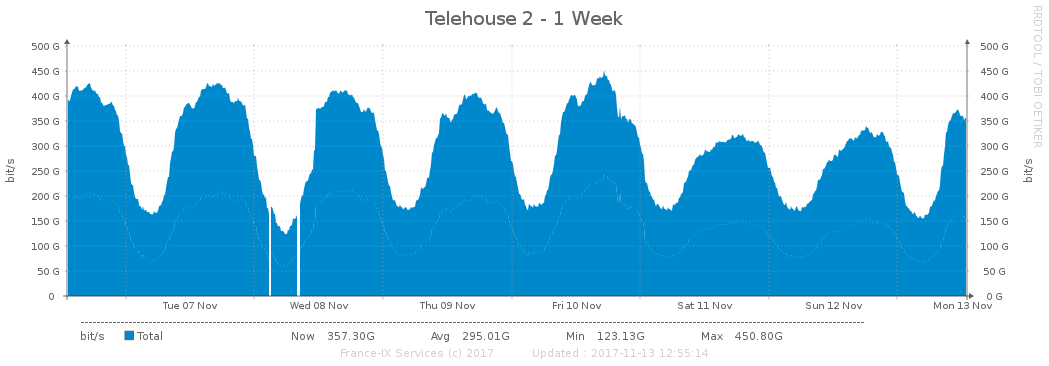 Telehouse 2 - 1 Week
RRDTOOL / TOBI OETIKER
500 G 500 G
450 G 450 G
400 G 400 G
350 G 350 G
300 G 300 G
250 G 250 G
200 G 200 G
150 G 150 G
100 G 100 G
50 G 50 G
0 0 G
bit/s bit/s
Tue 07 Nov Wed 08 Nov Thu 09 Nov Fri 10 Nov Sat 11 Nov Sun 12 Nov Mon 13 Nov
bit/s Total Now 357.30G Avg 295.01G Min 123.13G Max 450.80G
France-IX Services (c) 2017 Updated : 2017-11-13 12:55:14